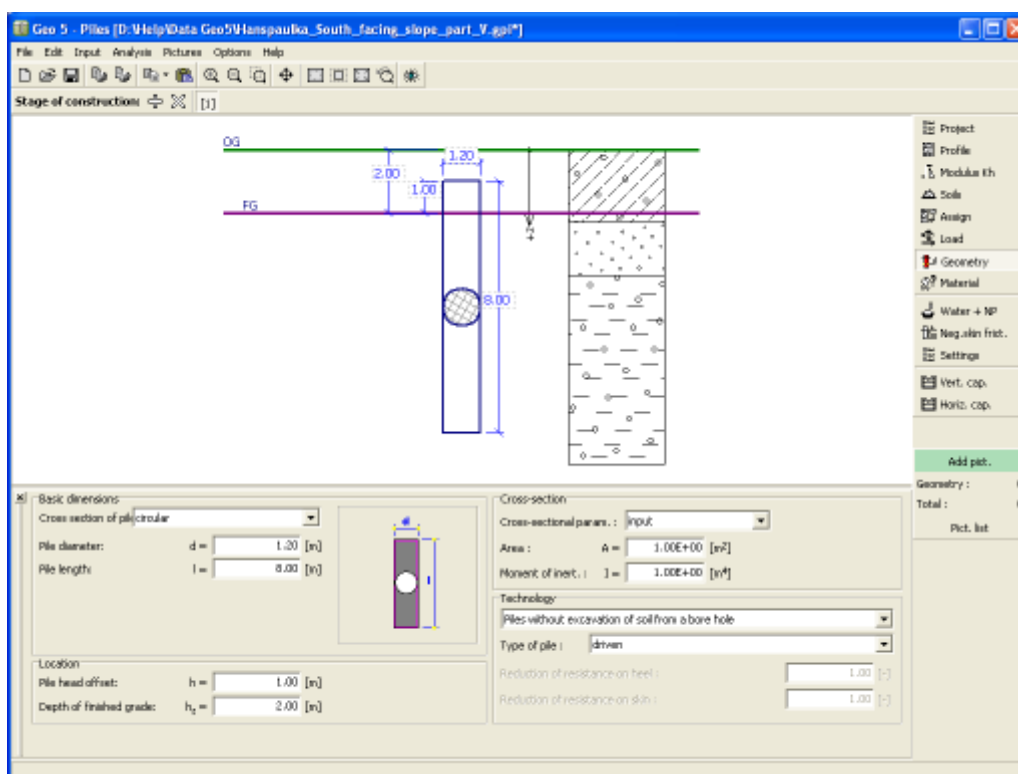 Geo 5 - Piles [D:\Help\Data Geo5\Hanspaulka_South_facing_slope_part_V.gpi*]
File Edit Input Analysis Pictures Options Help
Stage of construction: [1]
OG
1.20
2.00
1.00
FG
+z
8.00
Project
Profile
Modulus Kh
Soils
Assign
Load
Geometry
Material
Water + NP
Neg.skin frict.
Settings
Vert. cap.
Horiz. cap.
Add pict.
Geometry :
Total :
Pict. list
Basic dimensions
Cross section of pile circular
Pile diameter: d = 1.20 [m]
Pile length: l = 8.00 [m]
d
l
Location
Pile head offset: h = 1.00 [m]
Depth of finished grade: hz = 2.00 [m]
Cross-section
Cross-sectional param. : input
Area : A = 1.00E+00 [m²]
Moment of inert. : I = 1.00E+00 [m⁴]
Technology
Piles without excavation of soil from a bore hole
Type of pile : driven
Reduction of resistance on heel : 1.00 [-]
Reduction of resistance on skin : 1.00 [-]